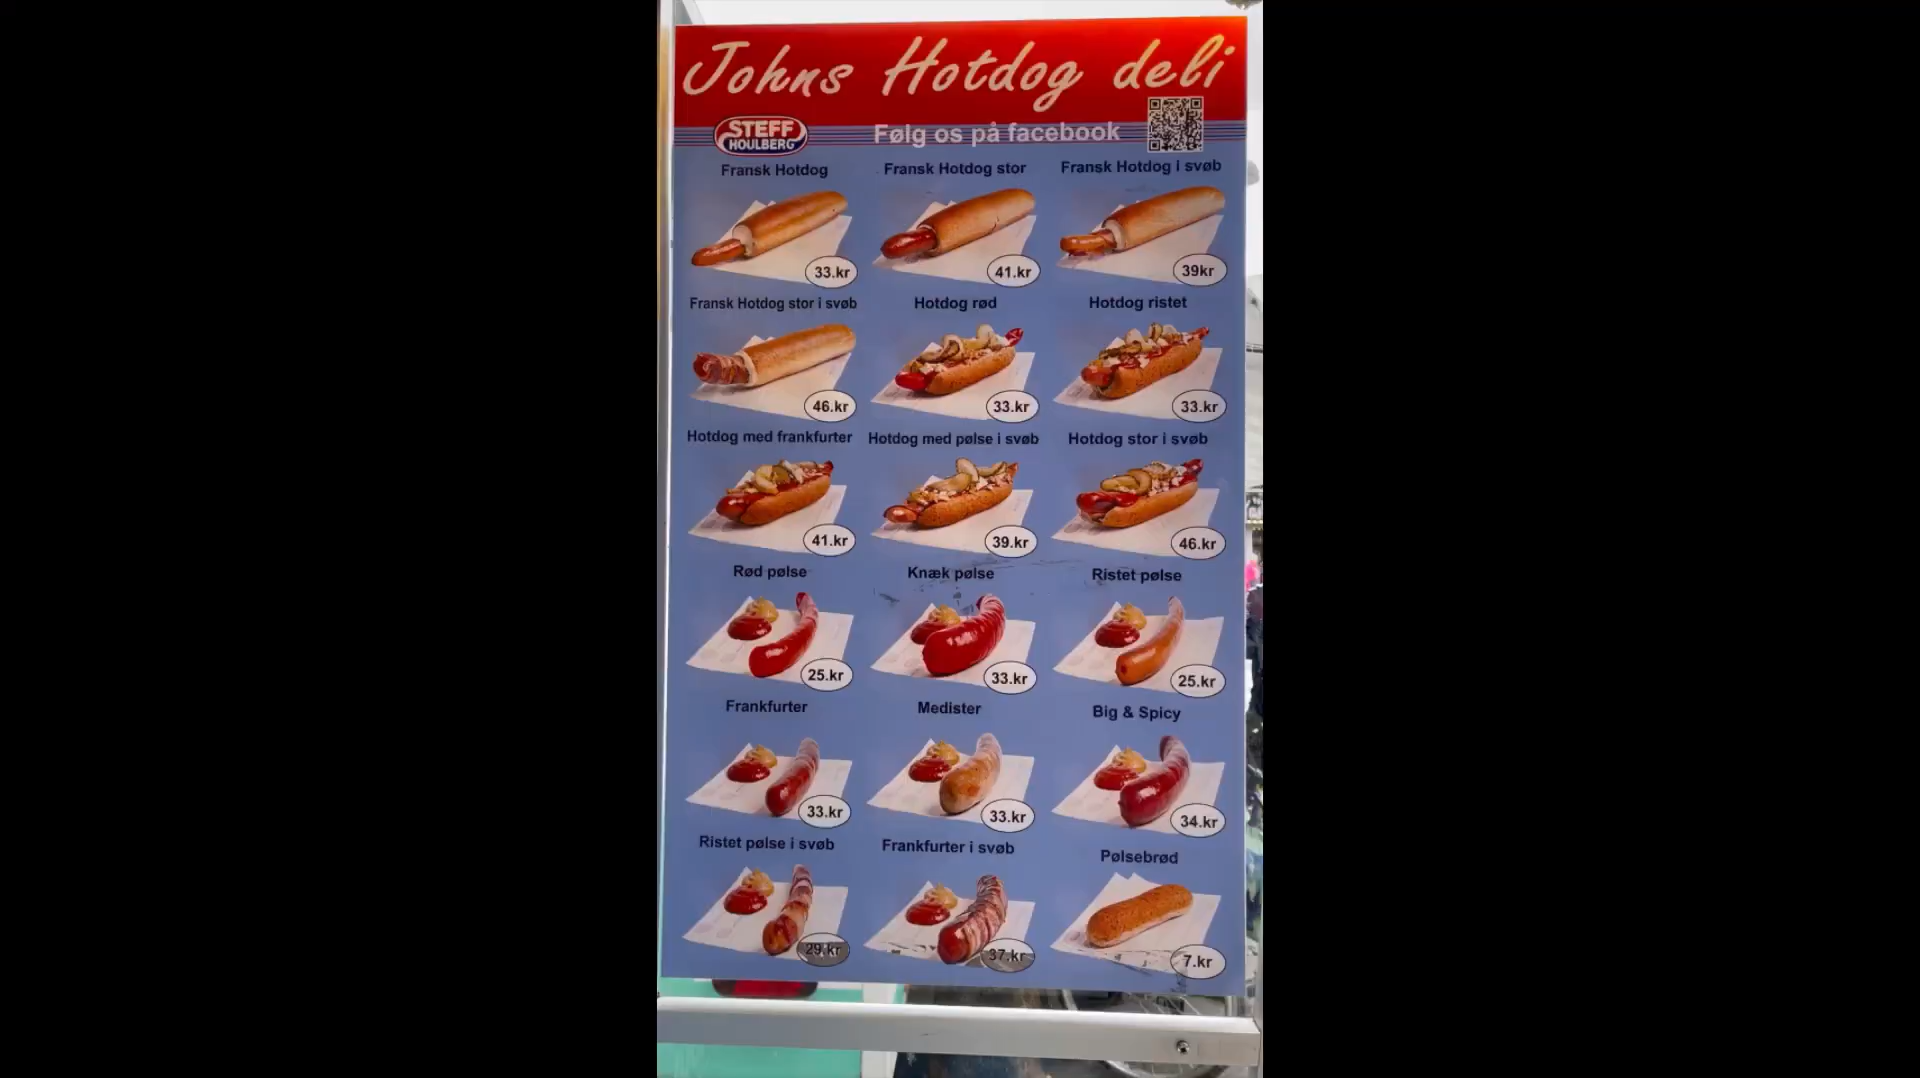 Johns Hotdog deli
STEFF
HOULBERG
Følg os på facebook
Fransk Hotdog
Fransk Hotdog stor
Fransk Hotdog i svøb
33.kr
41.kr
39kr
Fransk Hotdog stor i svøb
Hotdog rød
Hotdog ristet
46.kr
33.kr
33.kr
Hotdog med frankfurter
Hotdog med pølse i svøb
Hotdog stor i svøb
41.kr
39.kr
46.kr
Rød pølse
Knæk pølse
Ristet pølse
25.kr
33.kr
25.kr
Frankfurter
Medister
Big & Spicy
33.kr
33.kr
34.kr
Ristet pølse i svøb
Frankfurter i svøb
Pølsebrød
29.kr
37.kr
7.kr